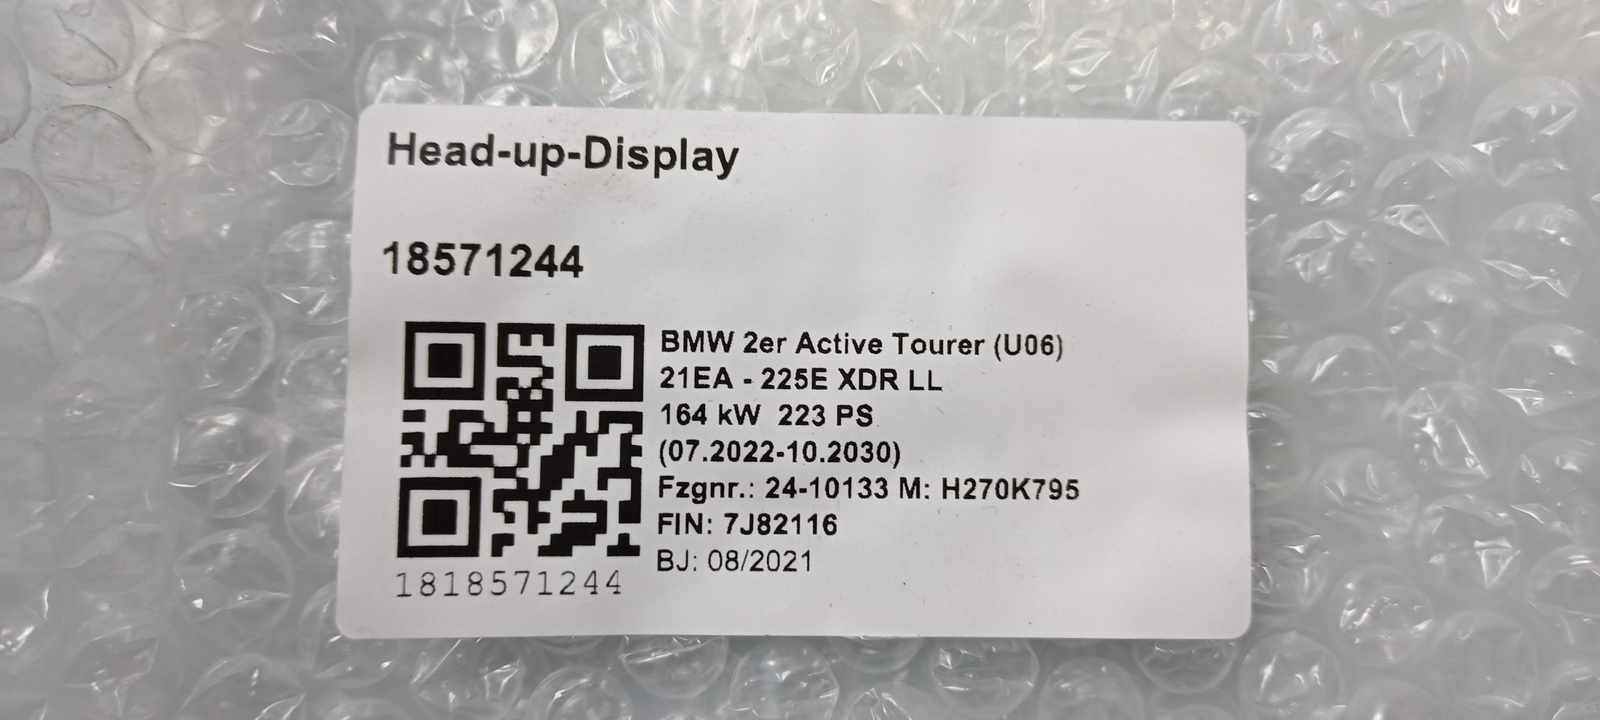 Head-up-Display
18571244
BMW 2er Active Tourer (U06)
21EA - 225E XDR LL
164 kW 223 PS
(07.2022-10.2030)
Fzgnr.: 24-10133 M: H270K795
FIN: 7J82116
BJ: 08/2021
1818571244